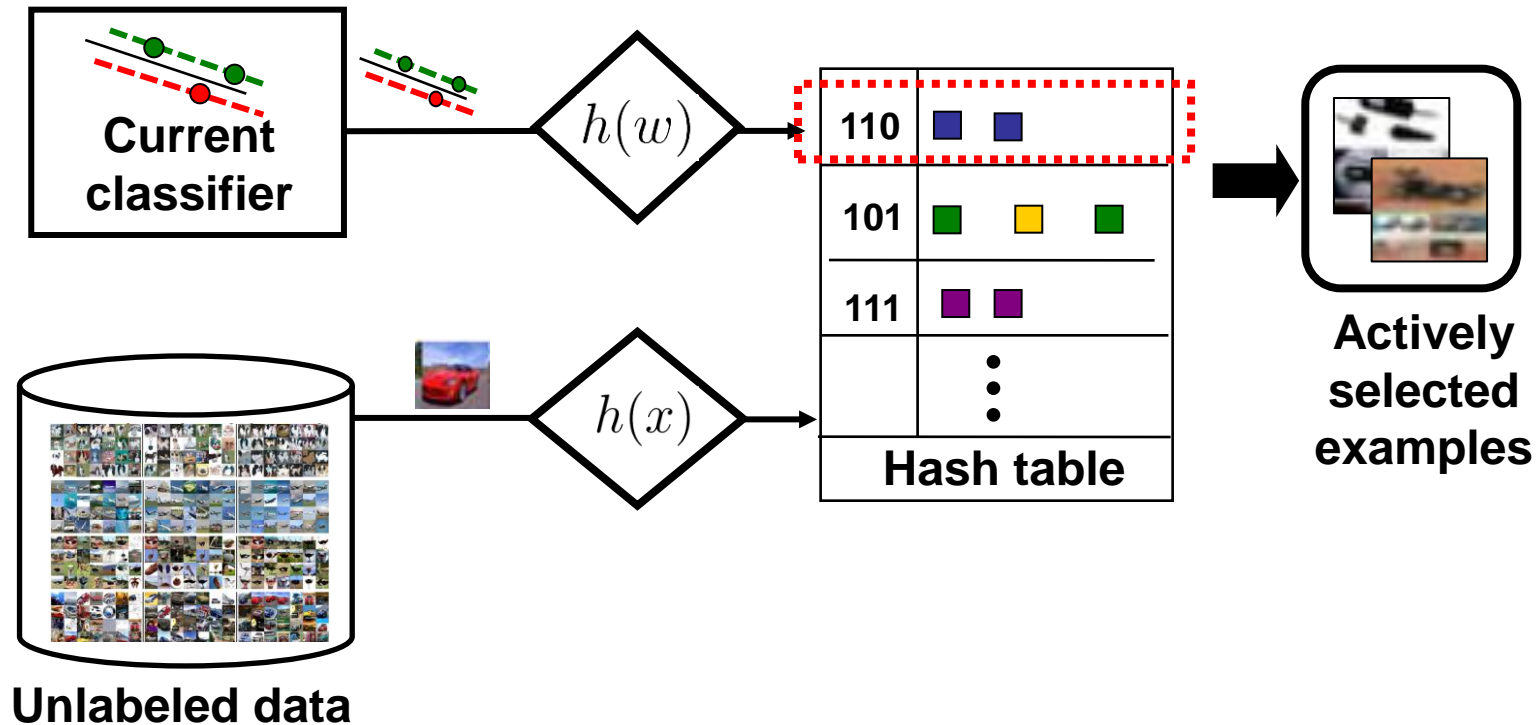 Current
classifier
h(w)
110
101
111
Hash table
h(x)
Unlabeled data
Actively
selected
examples